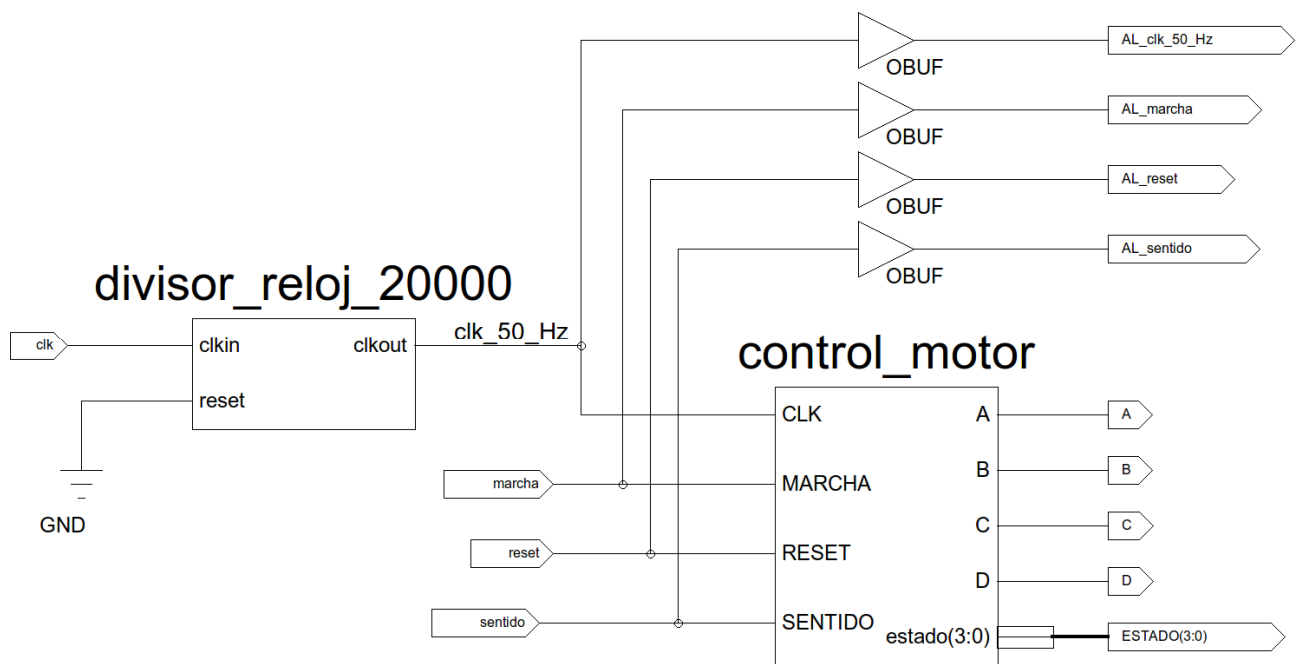 AL_clk_50_Hz
OBUF
AL_marcha
OBUF
AL_reset
OBUF
AL_sentido
OBUF
divisor_reloj_20000
clk
clkin
clkout
clk_50_Hz
reset
GND
control_motor
CLK
A
A
marcha
MARCHA
B
B
reset
RESET
C
C
D
D
sentido
SENTIDO
estado(3:0)
ESTADO(3:0)